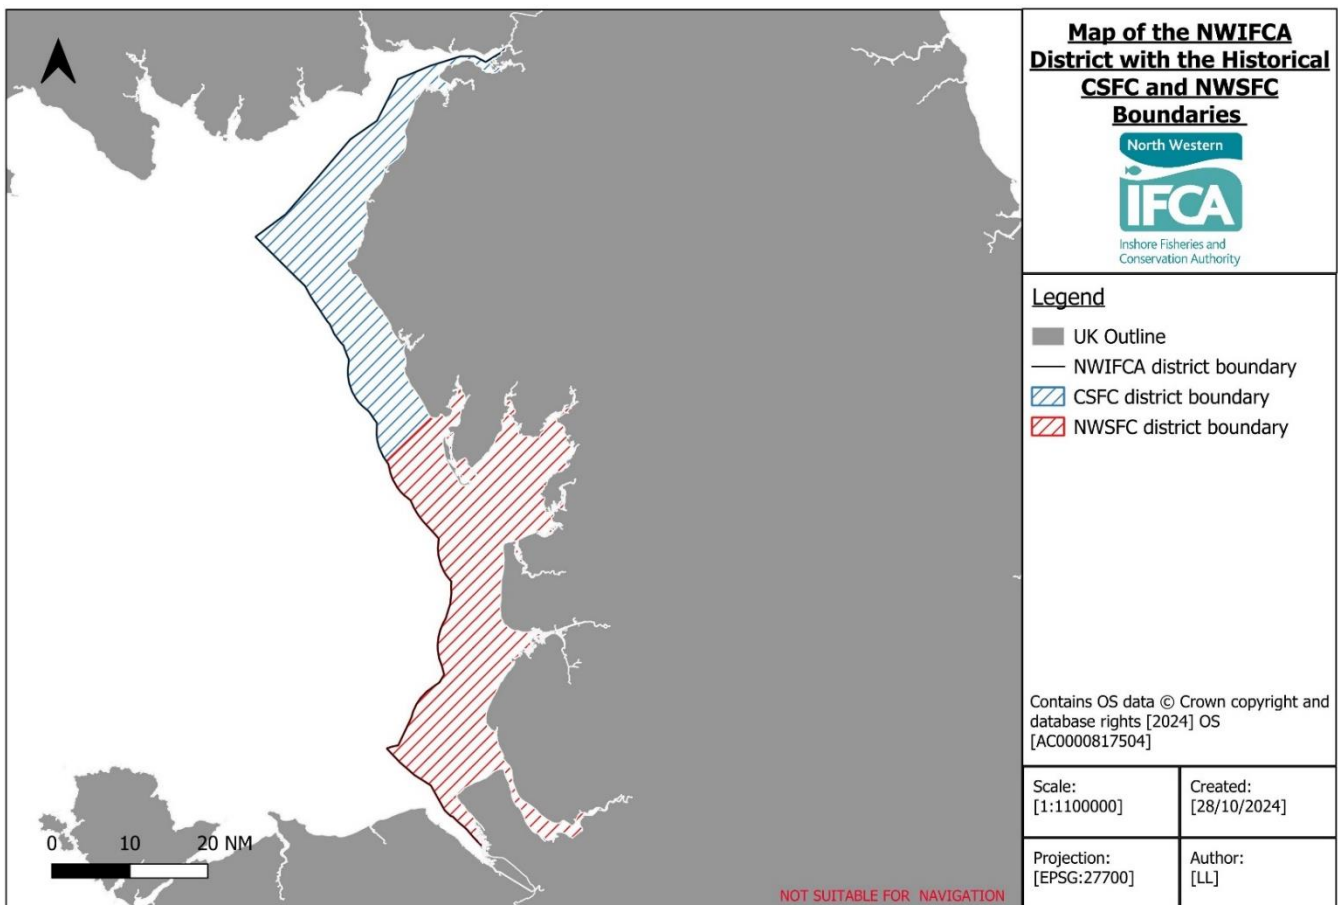 Map of the NWIFCA
District with the Historical
CSFC and NWSFC
Boundaries
North Western
IFCA
Inshore Fisheries and
Conservation Authority
Legend
UK Outline
NWIFCA district boundary
CSFC district boundary
NWSFC district boundary
Contains OS data © Crown copyright and
database rights [2024] OS
[AC0000817504]
Scale:
[1:1100000]
Created:
[28/10/2024]
Projection:
[EPSG:27700]
Author:
[LL]
0 10 20 NM
NOT SUITABLE FOR NAVIGATION